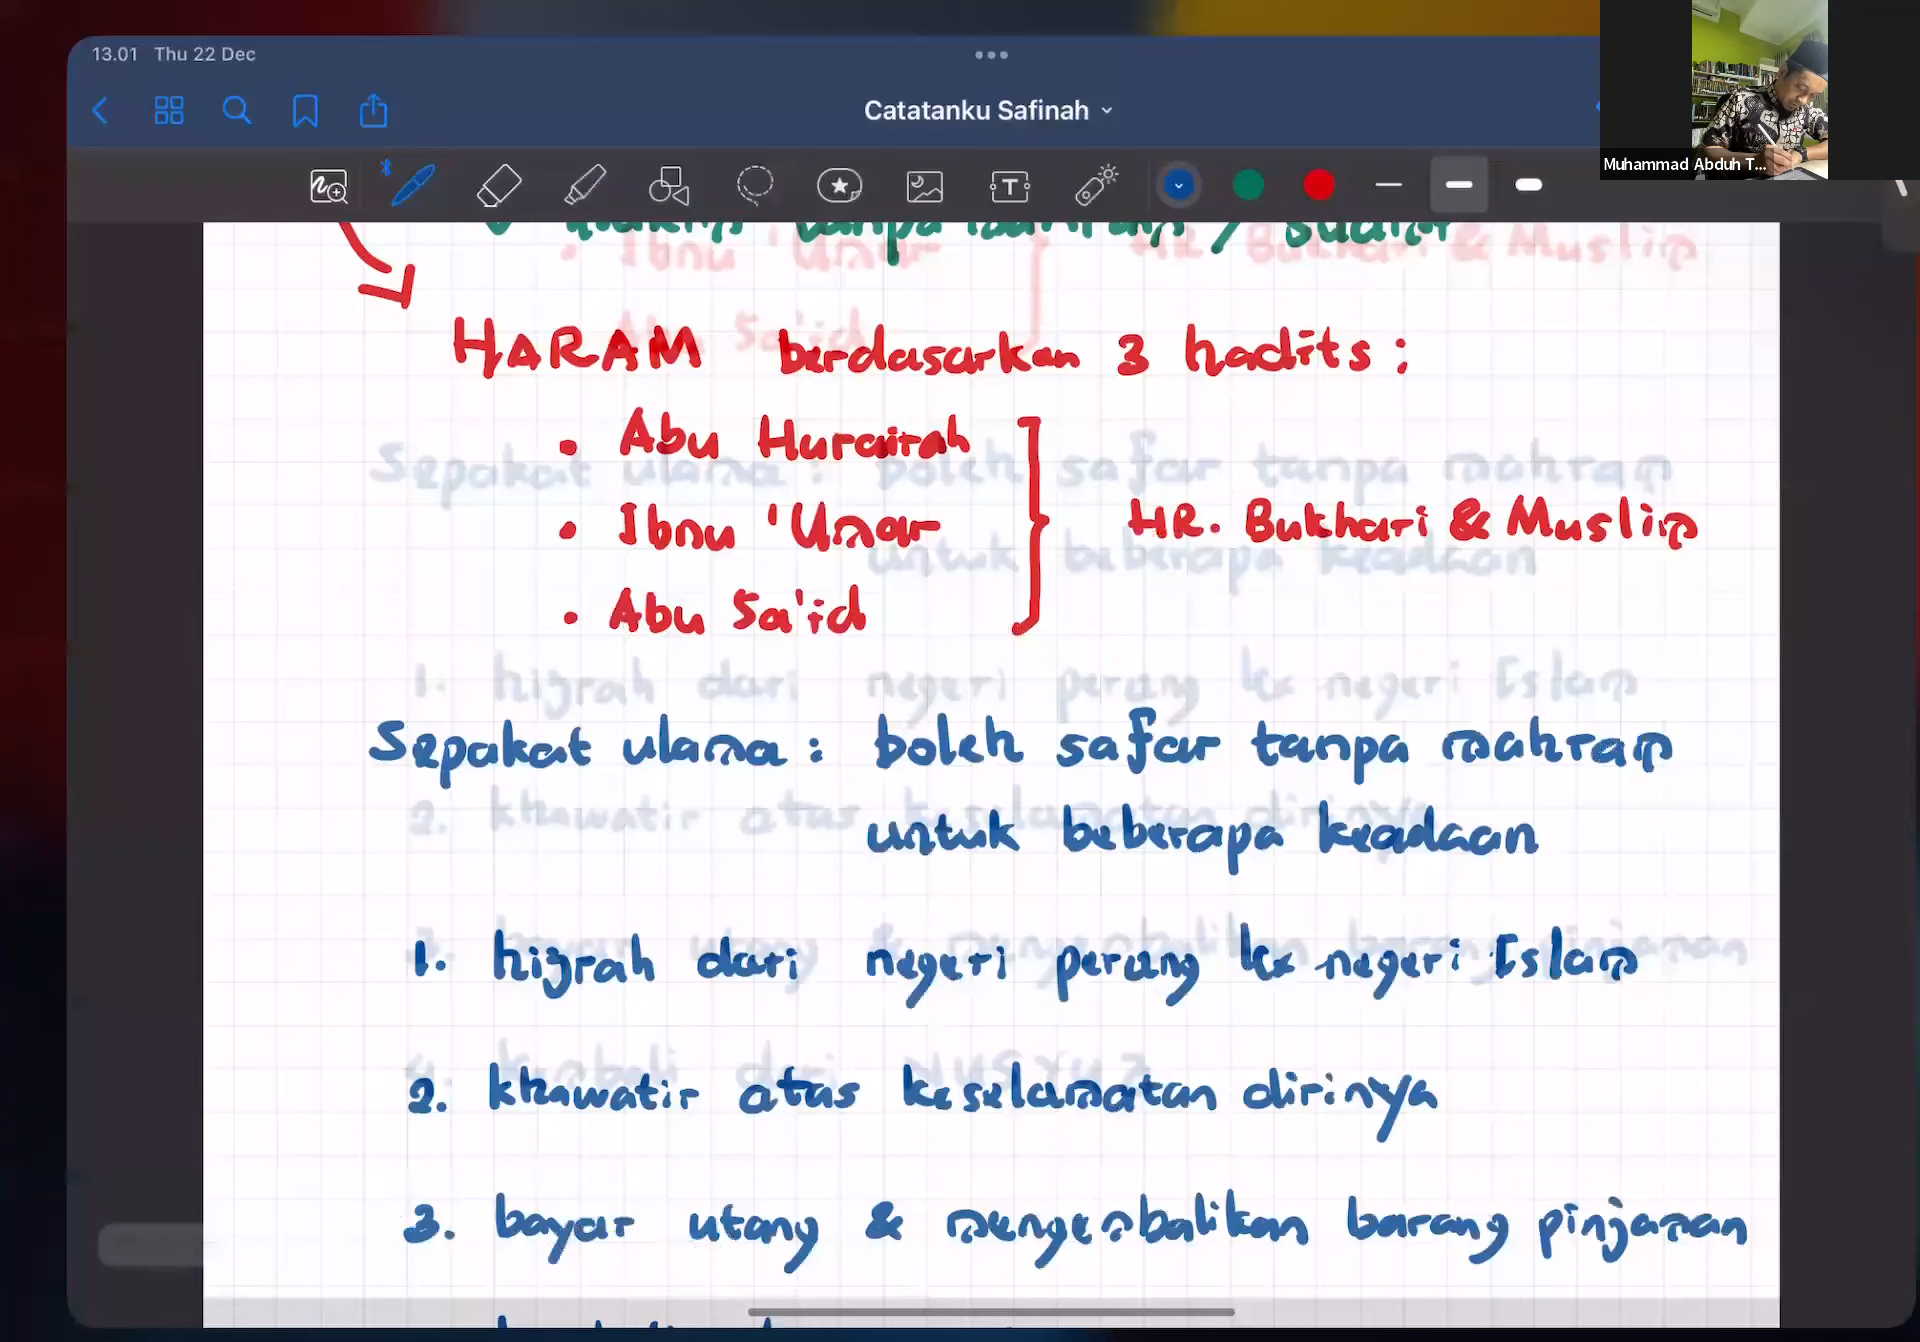 13.01 Thu 22 Dec
Catatanku Safinah
Muhammad Abduh T...
tanpa
HARAM berdasarkan 3 hadits :
• Abu Hurairah
• Ibnu 'Umar
HR. Bukhari & Muslim
• Abu Sa'id
Sepakat ulama : boleh safar tanpa mahram
untuk beberapa keadaan
1. hijrah dari negeri perang ke negeri Islam
2. khawatir atas keselamatan dirinya
3. bayar utang & mengembalikan barang pinjaman